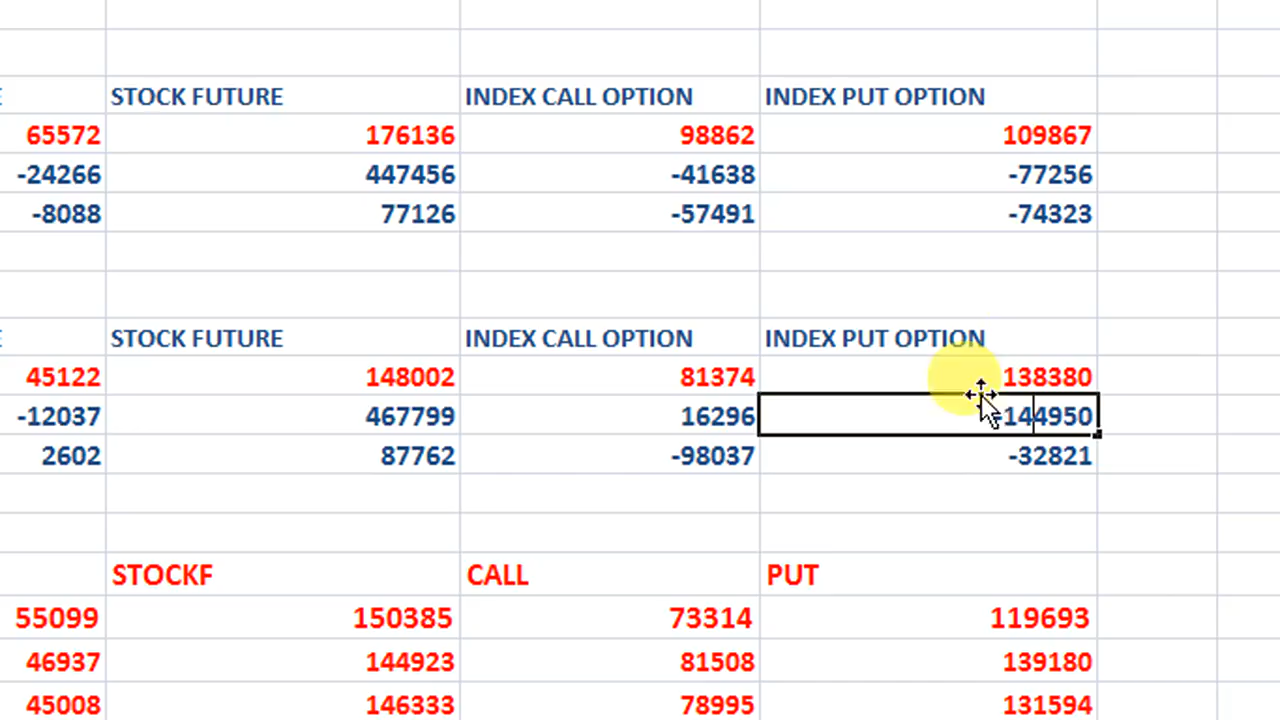 E STOCK FUTURE INDEX CALL OPTION INDEX PUT OPTION
65572 176136 98862 109867
-24266 447456 -41638 -77256
-8088 77126 -57491 -74323
E STOCK FUTURE INDEX CALL OPTION INDEX PUT OPTION
45122 148002 81374 138380
-12037 467799 16296 -144950
2602 87762 -98037 -32821
STOCKF CALL PUT
55099 150385 73314 119693
46937 144923 81508 139180
45008 146333 78995 131594